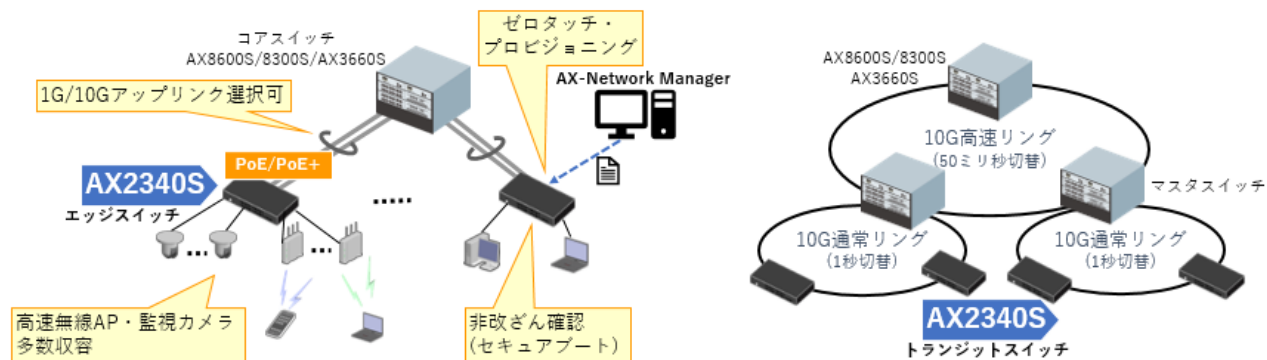 コアスイッチ
AX8600S/8300S/AX3660S
ゼロタッチ・
プロビジョニング
AX-Network Manager
1G/10Gアップリンク選択可
PoE/PoE+
AX2340S
エッジスイッチ
高速無線AP・監視カメラ
多数収容
非改ざん確認
(セキュアブート)
AX8600S/8300S
AX3660S
10G高速リング
(50ミリ秒切替)
マスタスイッチ
10G通常リング
(1秒切替)
10G通常リング
(1秒切替)
AX2340S
トランジットスイッチ